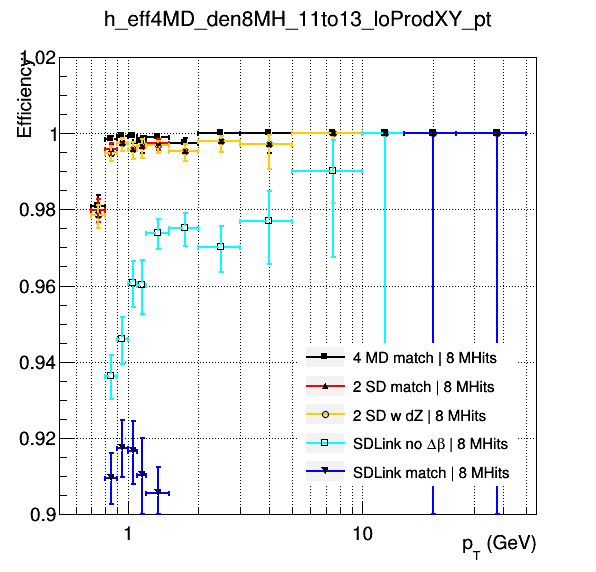 h_eff4MD_den8MH_11to13_loProdXY_pt
Efficiency
1.02
1
0.98
0.96
0.94
0.92
0.9
4 MD match | 8 MHits
2 SD match | 8 MHits
2 SD w dZ | 8 MHits
SDLink no Δβ | 8 MHits
SDLink match | 8 MHits
1 10
p_T (GeV)